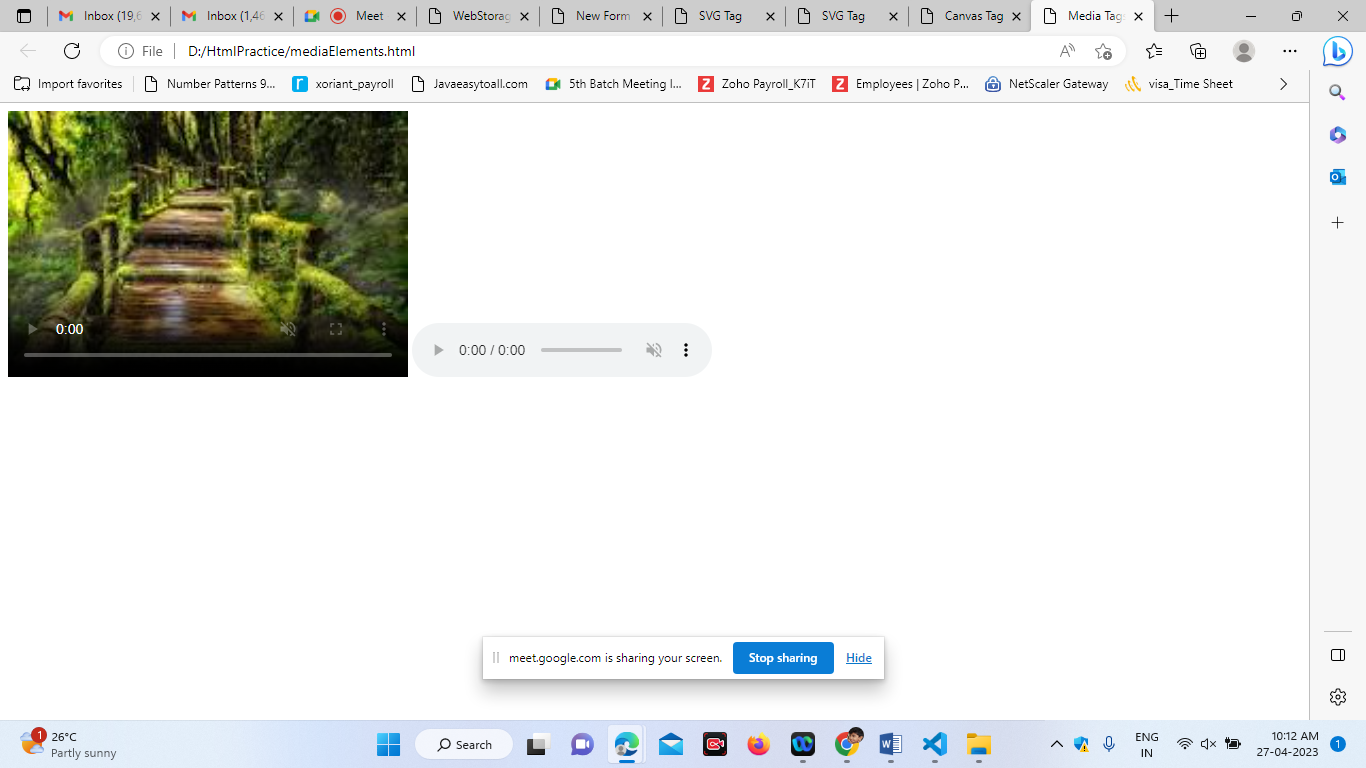 Inbox (19,6 Inbox (1,46 Meet WebStorag New Form SVG Tag SVG Tag Canvas Tag Media Tag
File D:/HtmlPractice/mediaElements.html
Import favorites Number Patterns 9... xoriant_payroll Javaeasytoall.com 5th Batch Meeting I... Zoho Payroll_K7iT Employees | Zoho P... NetScaler Gateway visa_Time Sheet
0:00
0:00 / 0:00
meet.google.com is sharing your screen. Stop sharing Hide
1 26°C
Partly sunny
Search
ENG
IN
10:12 AM
27-04-2023
1